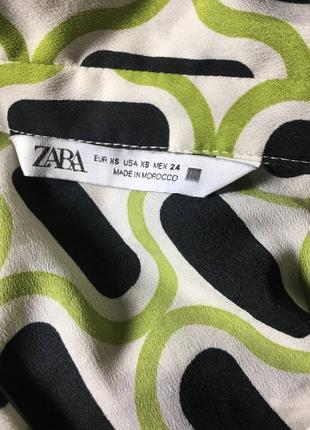 ZARA
EUR XS USA XS MEX 24
MADE IN MOROCCO